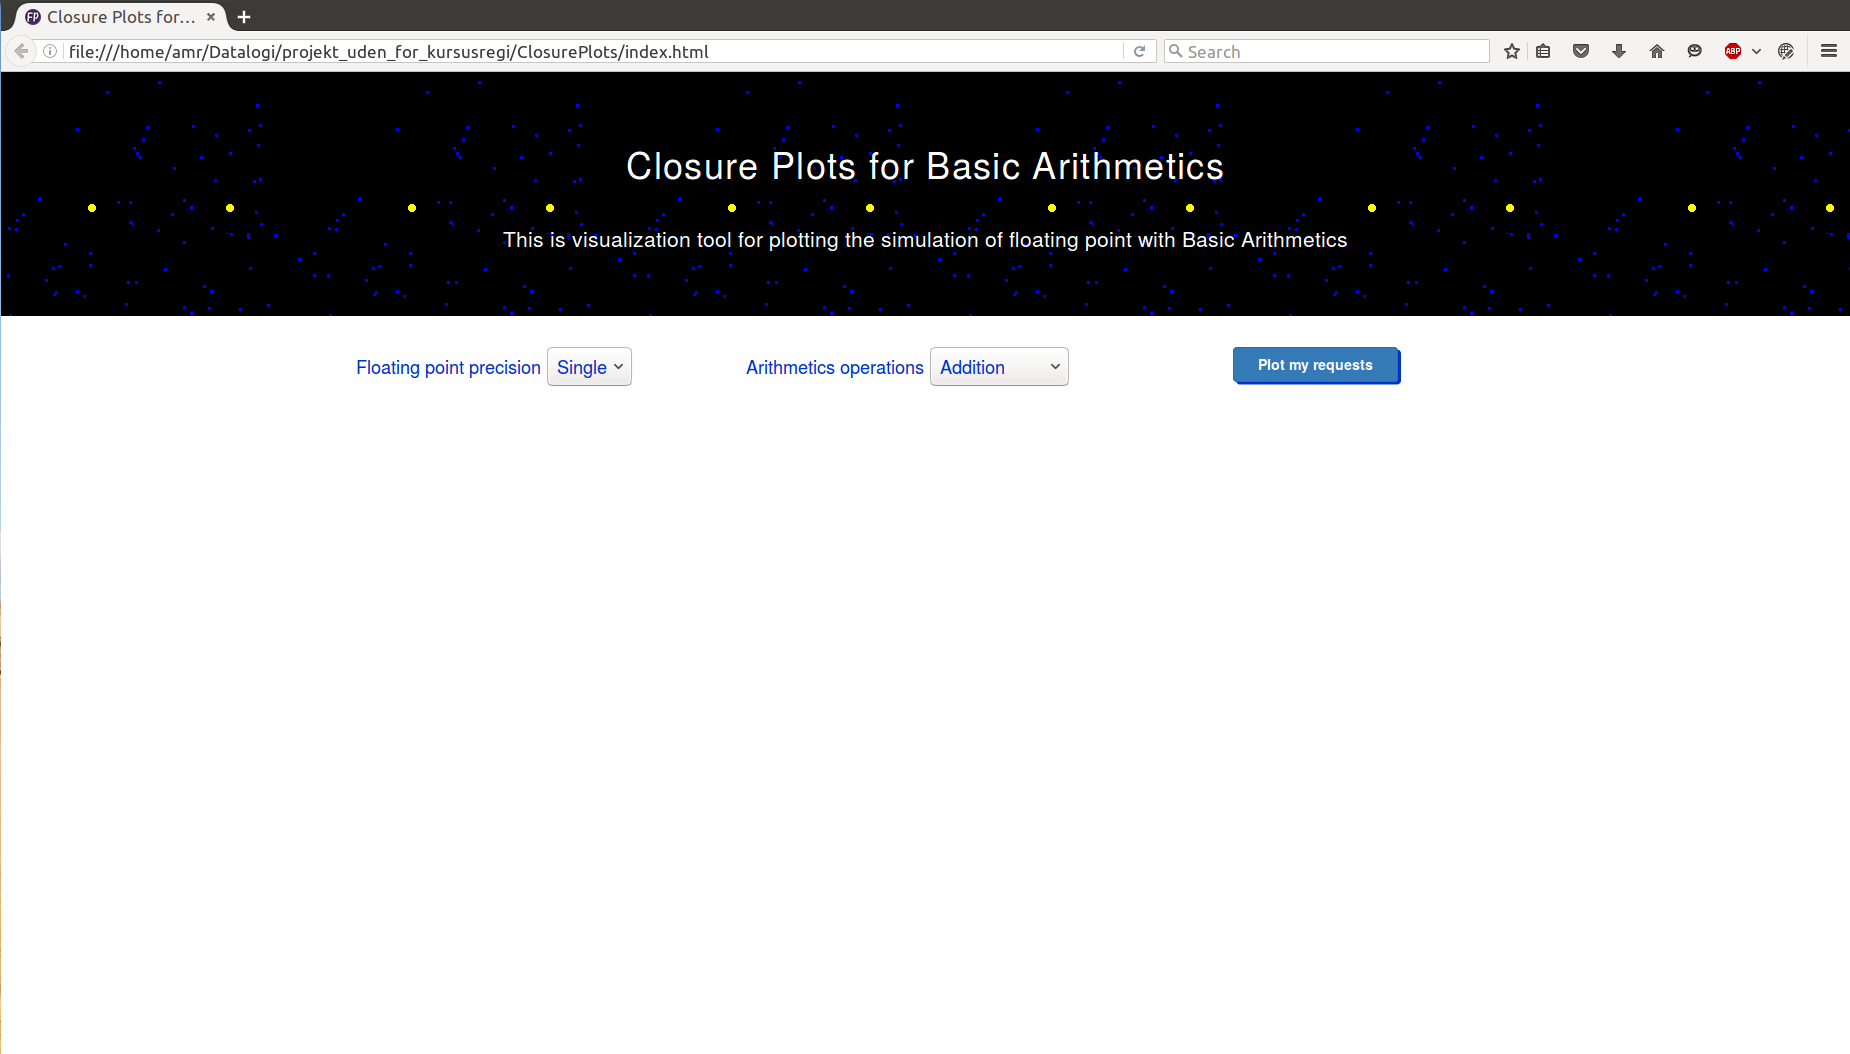 FP Closure Plots for...
file:///home/amr/Datalogi/projekt_uden_for_kursusregi/ClosurePlots/index.html
Search
ABP
Closure Plots for Basic Arithmetics
This is visualization tool for plotting the simulation of floating point with Basic Arithmetics
Floating point precision Single Arithmetics operations Addition Plot my requests